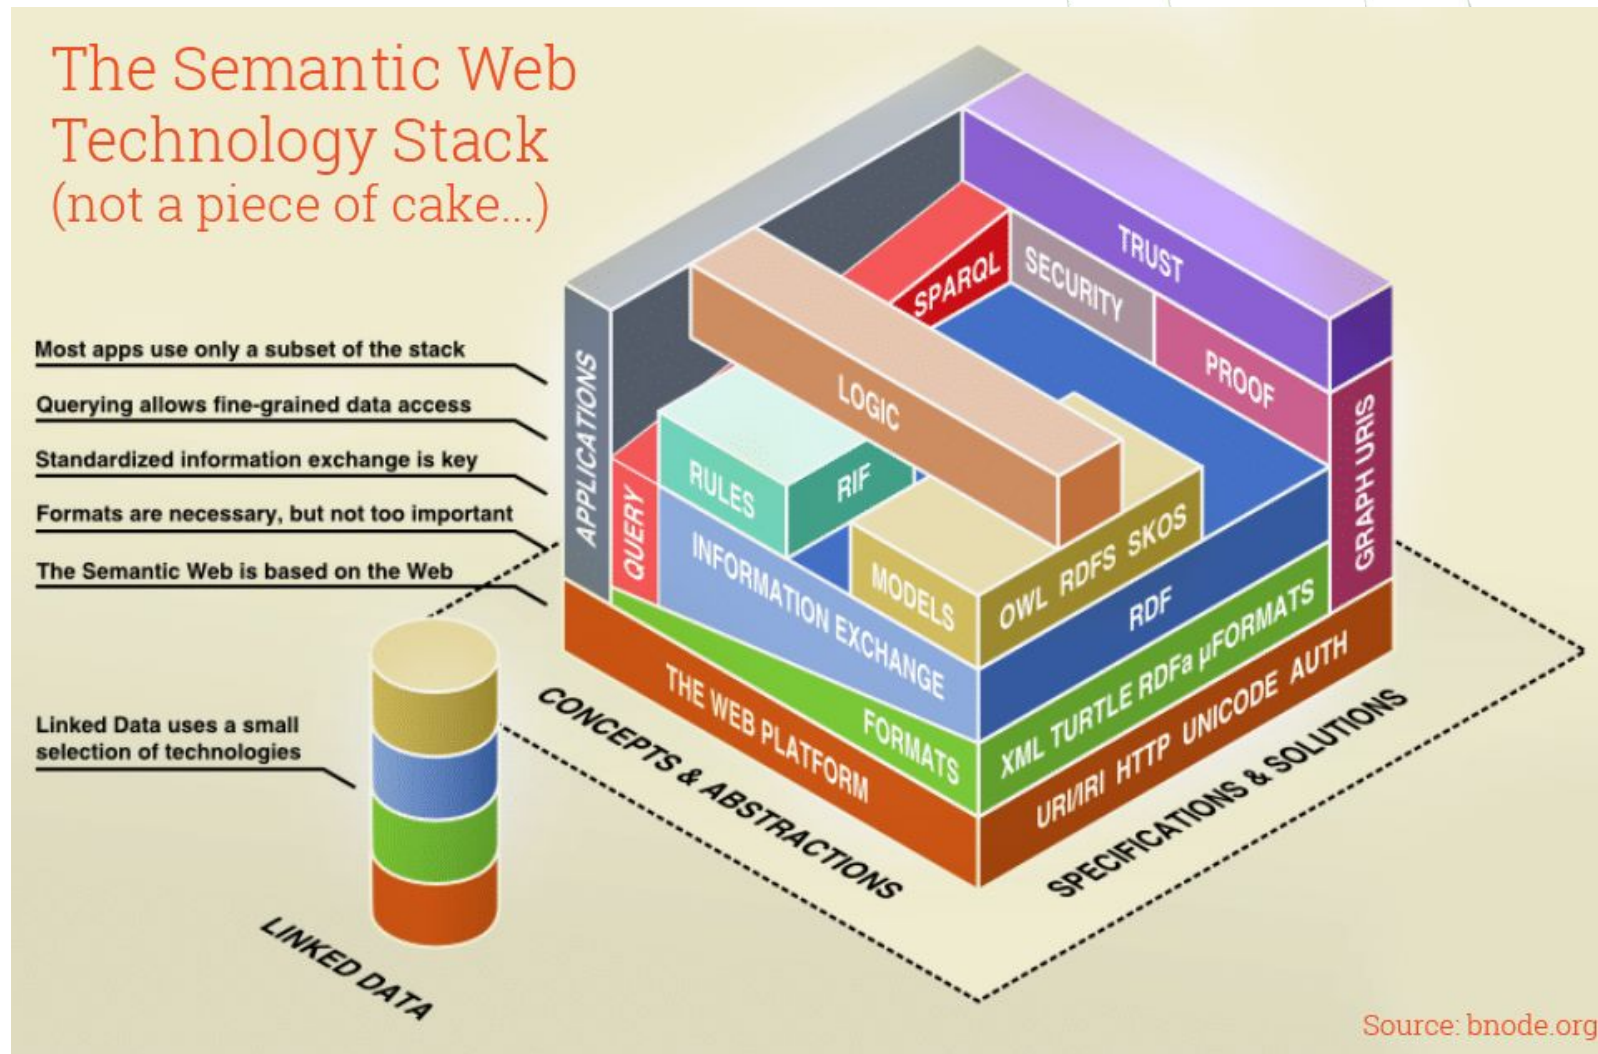 The Semantic Web
Technology Stack
(not a piece of cake...)
Most apps use only a subset of the stack
Querying allows fine-grained data access
Standardized information exchange is key
Formats are necessary, but not too important
The Semantic Web is based on the Web
Linked Data uses a small
selection of technologies
LINKED DATA
APPLICATIONS
QUERY
RULES
RIF
LOGIC
SPARQL
SECURITY
TRUST
PROOF
GRAPH URIS
INFORMATION EXCHANGE
MODELS
OWL RDFS SKOS
RDF
FORMATS
XML TURTLE RDFa µFORMATS
THE WEB PLATFORM
URI/IRI HTTP UNICODE AUTH
CONCEPTS & ABSTRACTIONS
SPECIFICATIONS & SOLUTIONS
Source: bnode.org